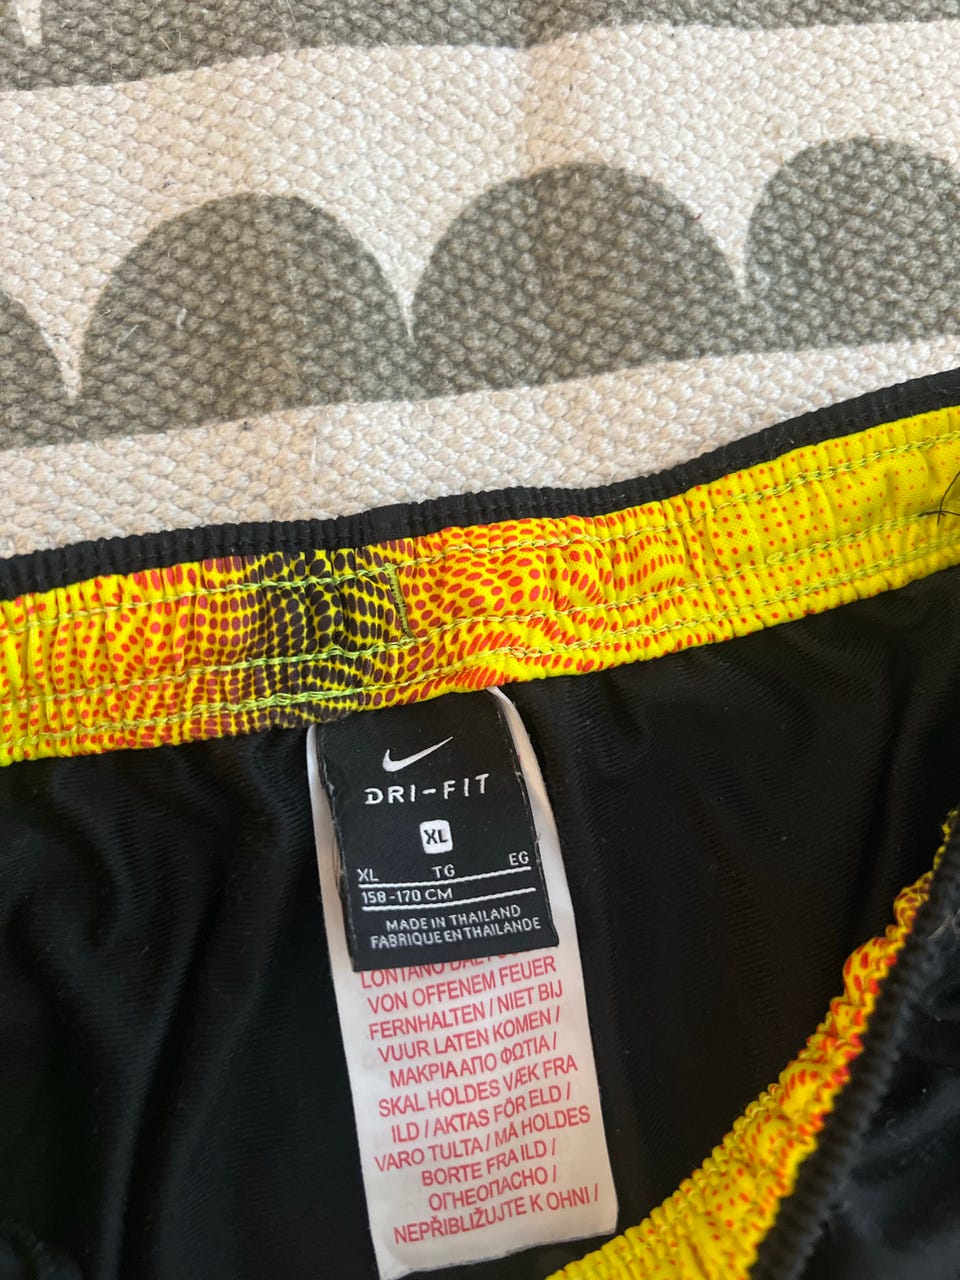 DRI-FIT
XL
XL TG EG
158-170 CM
MADE IN THAILAND
FABRIQUE EN THAILANDE
LONTANO
VON OFFENEM FEUER
FERNHALTEN / NIET BIJ
VUUR LATEN KOMEN /
ΜΑΚΡΙΑ ΑΠΟ ΦΩΤΙΑ /
SKAL HOLDES VÆK FRA
ILD / AKTAS FÖR ELD /
VARO TULTA / MÅ HOLDES
BORTE FRA ILD /
ОГНЕОПАСНО /
NEPŘIBLIŽUJTE K OHNI /